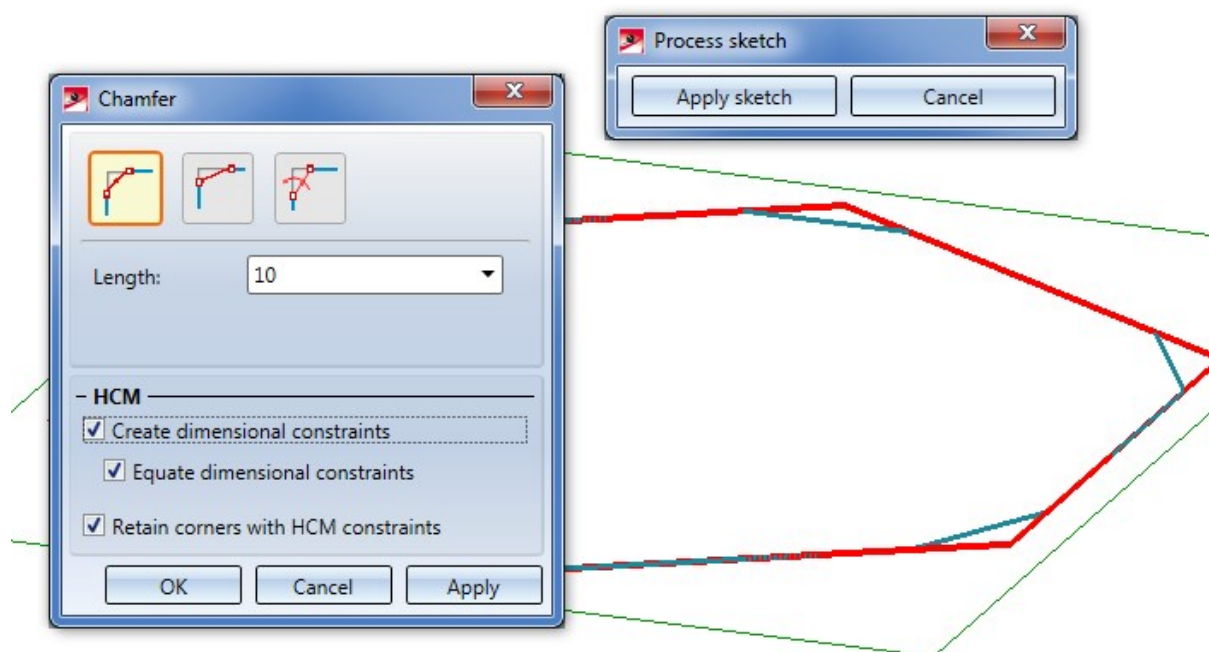 Process sketch
Apply sketch Cancel
Chamfer
Length: 10
HCM
Create dimensional constraints
Equate dimensional constraints
Retain corners with HCM constraints
OK Cancel Apply